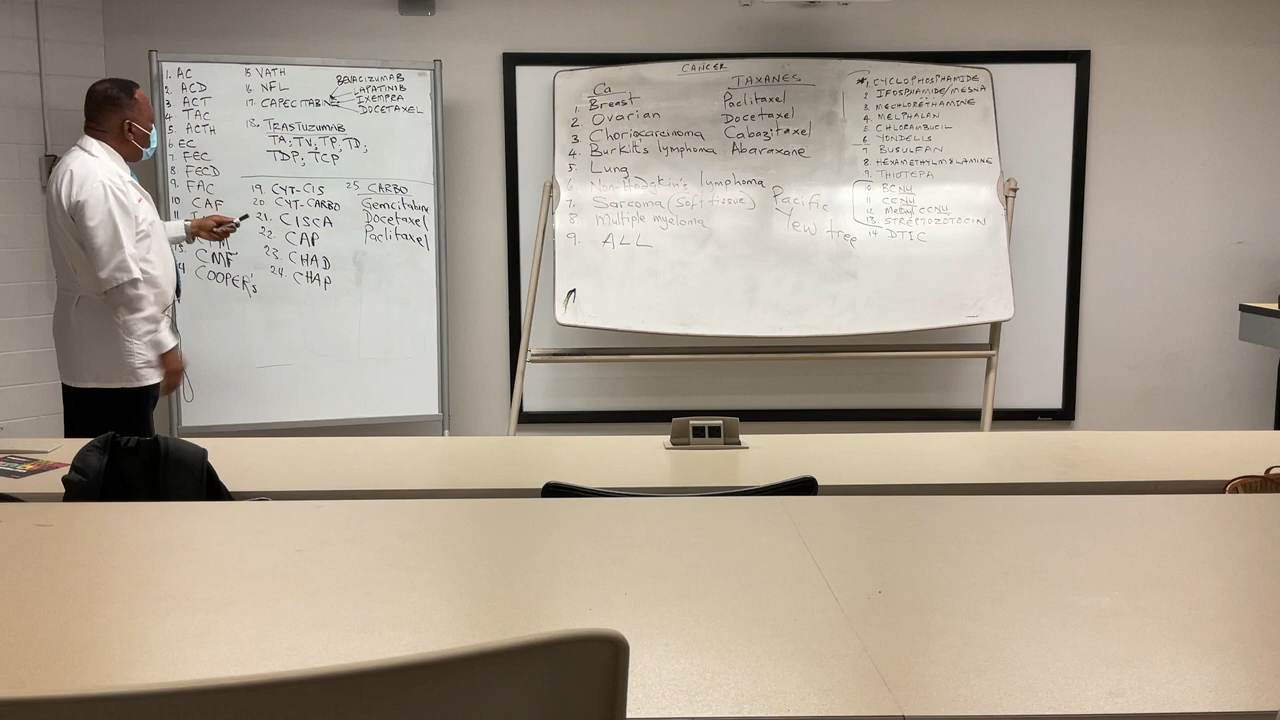 1. AC
2. ACD
3 ACT
4 TAC
5. ACTH
6. EC
7. FEC
8 FECD
9. FAC
10. CAF
11
CMF
COOPER's
15 VATH
16. NFL
17. CAPECITABINE
BEVACIZUMAB
LAPATINIB
IXEMPRA
DOCETAXEL
18. TRASTUZUMAB
TA; TV; TP; TD;
TDP; TCP
19. CYT-CIS
20. CYT-CARBO
21. CISCA
22. CAP
23. CHAD
24. CHAP
25 CARBO
Gemcitabine
Docetaxel
Paclitaxel
CANCER
Ca
1. Breast
2. Ovarian
3 Choriocarcinoma
4. Burkitt's lymphoma
5. Lung
6. Non-Hodgkin's lymphoma
7. Sarcoma (Soft tissue)
8 Multiple myeloma
9. ALL
TAXANES
Paclitaxel
Docetaxel
Cabazitaxel
Abaraxane
Pacific
Yew tree
*1. CYCLOPHOSPHAMIDE
2 IFOSPHAMIDE/MESNA
3. MECHLORETHAMINE
4. MELPHALAN
5 CHLORAMBUCIL
6 YONDELLS
7 BUSULFAN
8. HEXAMETHYLMELAMINE
9. THIOTEPA
BCNU
11 CCNU
12 Methyl CCNU
13. STREPTOZOTOCIN
14 DTIC